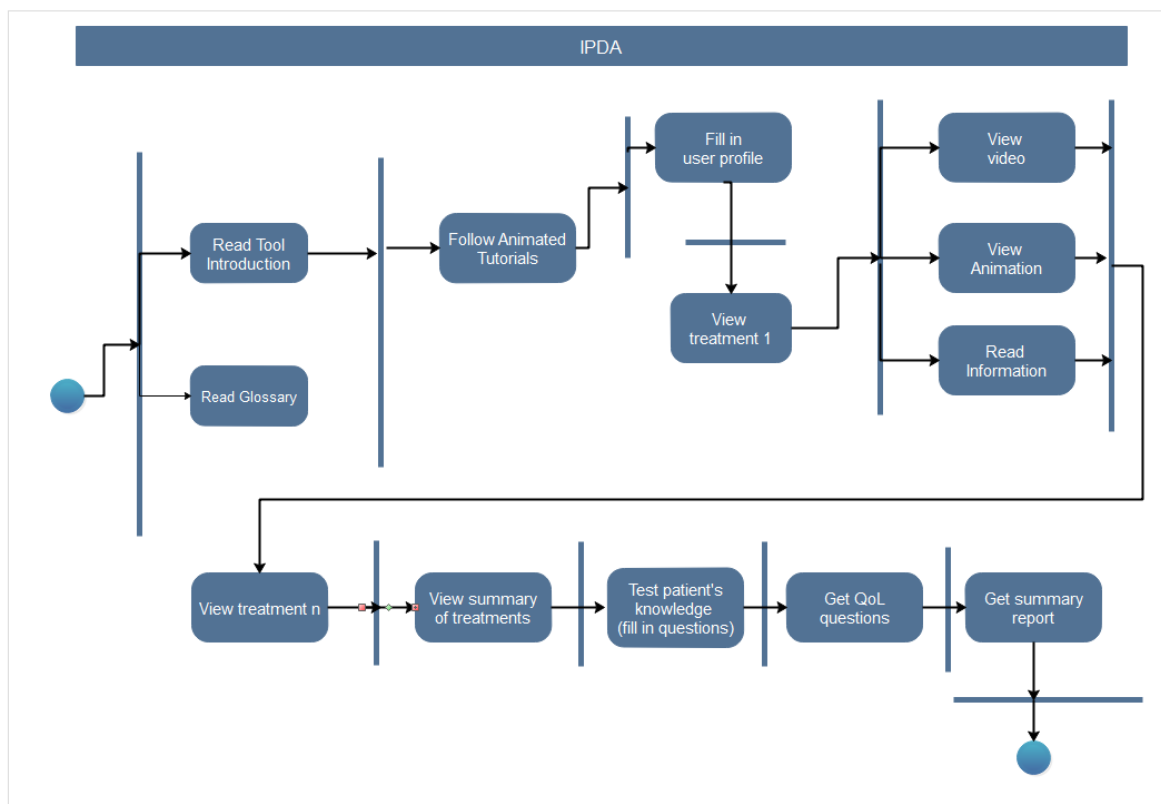 IPDA
Fill in
user profile
View
video
Read Tool
Introduction
Follow Animated
Tutorials
View
Animation
View
treatment 1
Read
Information
Read Glossary
View treatment n
View summary
of treatments
Test patient's
knowledge
(fill in questions)
Get QoL
questions
Get summary
report